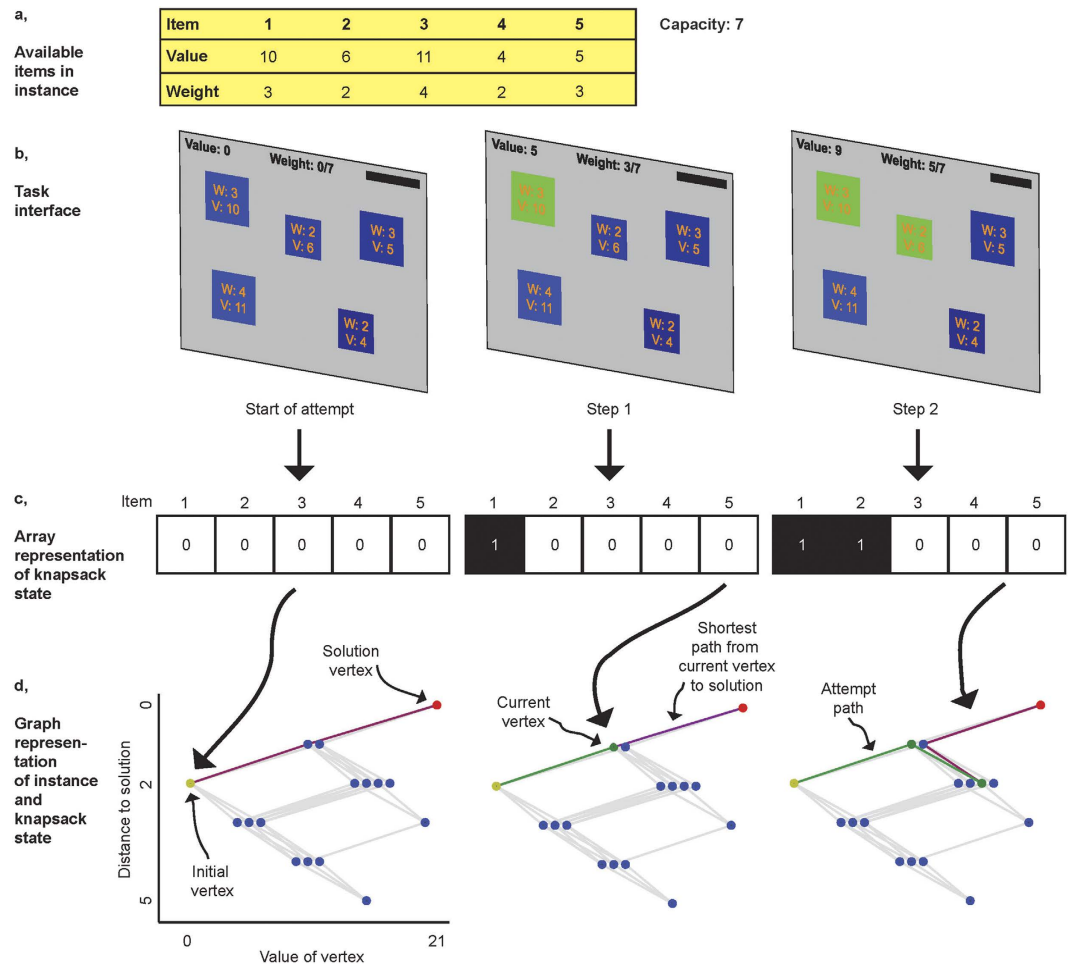 a,
Available
items in
instance
Item 1 2 3 4 5
Value 10 6 11 4 5
Weight 3 2 4 2 3
Capacity: 7
b,
Task
interface
Value: 0
Weight: 0/7
W: 3
V: 10
W: 2
V: 6
W: 3
V: 5
W: 4
V: 11
W: 2
V: 4
Start of attempt
Value: 5
Weight: 3/7
W: 3
V: 10
W: 2
V: 6
W: 3
V: 5
W: 4
V: 11
W: 2
V: 4
Step 1
Value: 9
Weight: 5/7
W: 3
V: 10
W: 2
V: 6
W: 3
V: 5
W: 4
V: 11
W: 2
V: 4
Step 2
c,
Array
representation
of knapsack
state
Item 1 2 3 4 5
0 0 0 0 0
1 2 3 4 5
1 0 0 0 0
1 2 3 4 5
1 1 0 0 0
d,
Graph
represen-
tation
of instance
and
knapsack
state
Distance to solution
0
2
5
0 21
Value of vertex
Solution
vertex
Initial
vertex
Current
vertex
Shortest
path from
current vertex
to solution
Attempt
path